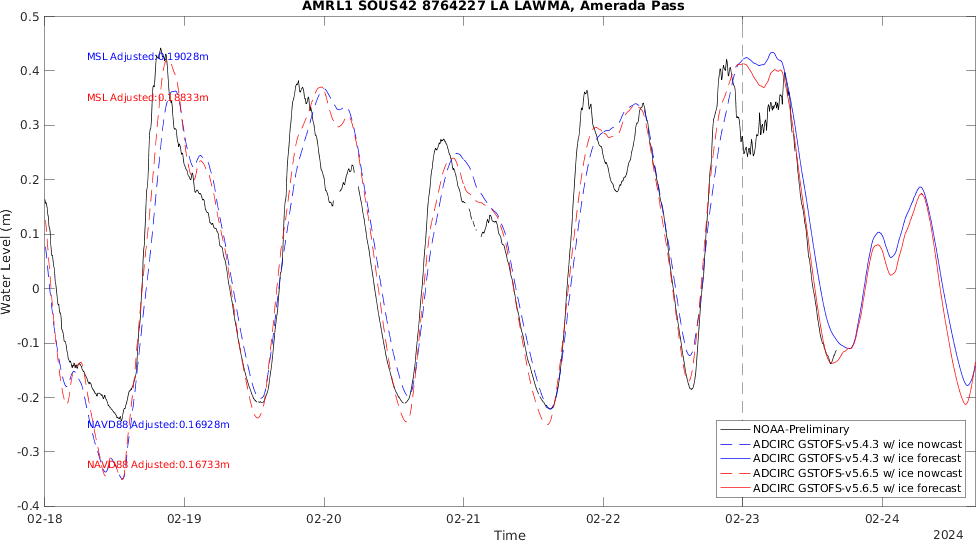 AMRL1 SOUS42 8764227 LA LAWMA, Amerada Pass
0.5
MSL Adjusted:0.19028m
0.4
MSL Adjusted:0.18833m
0.3
0.2
0.1
Water Level (m)
0
-0.1
-0.2
NAVD88 Adjusted:0.16928m
NOAA-Preliminary
ADCIRC GSTOFS-v5.4.3 w/ ice nowcast
-0.3
ADCIRC GSTOFS-v5.4.3 w/ ice forecast
NAVD88 Adjusted:0.16733m
ADCIRC GSTOFS-v5.6.5 w/ ice nowcast
ADCIRC GSTOFS-v5.6.5 w/ ice forecast
-0.4
02-18 02-19 02-20 02-21 02-22 02-23 02-24
Time 2024